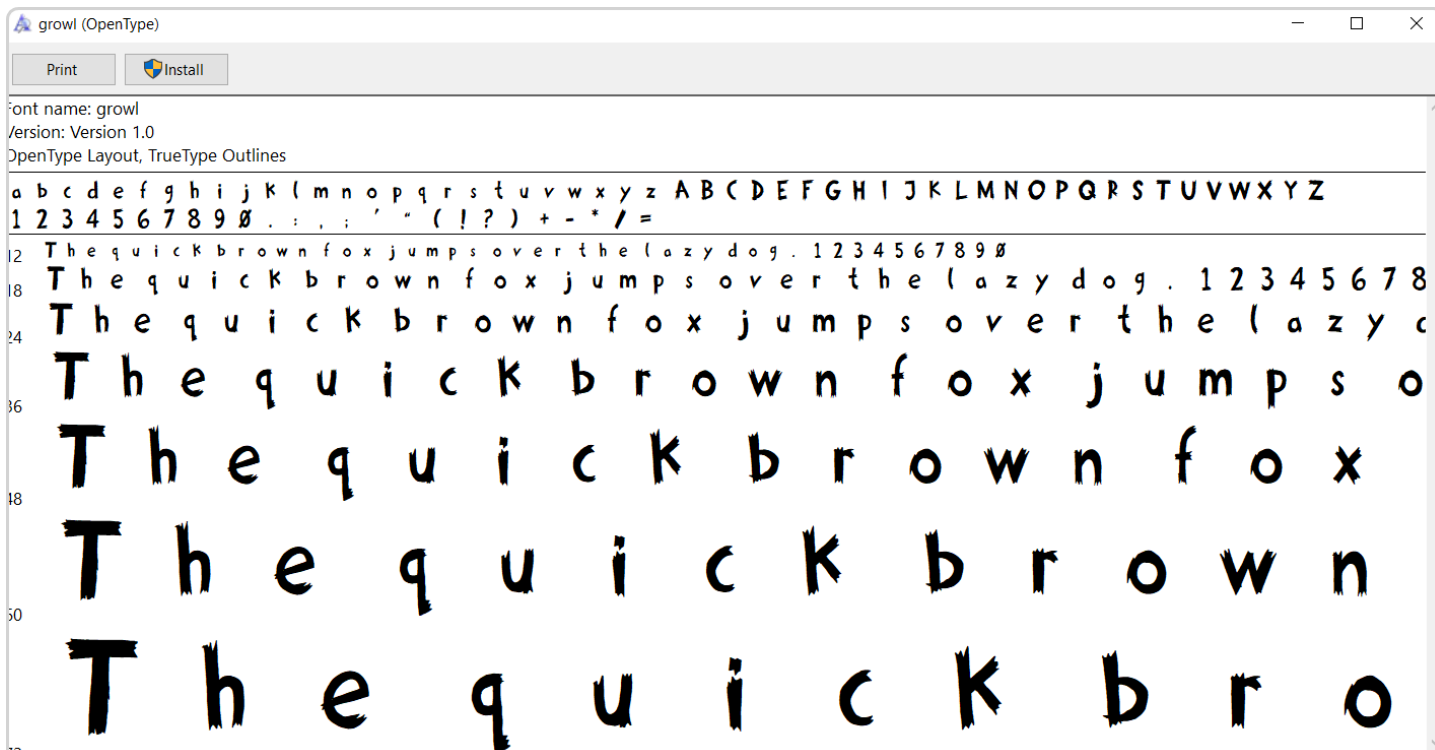 growl (OpenType)
Print Install
Font name: growl
Version: Version 1.0
OpenType Layout, TrueType Outlines
a b c d e f g h i j k l m n o p q r s t u v w x y z A B C D E F G H I J K L M N O P Q R S T U V W X Y Z
1 2 3 4 5 6 7 8 9 0 . : , ; ' " ( ! ? ) + - * / =
12 The quick brown fox jumps over the lazy dog. 1234567890
18 The quick brown fox jumps over the lazy dog. 12345678
24 The quick brown fox jumps over the lazy
36 The quick brown fox jumps o
48 The quick brown fox
60 The quick brown
The quick bro